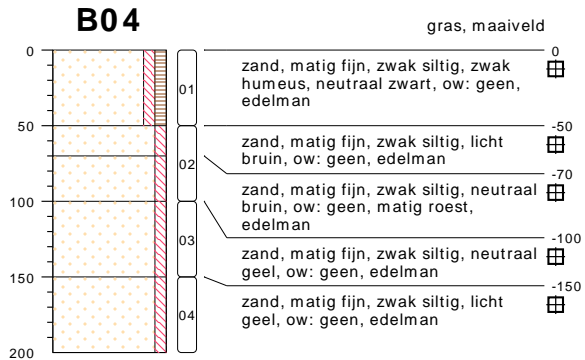 B04
gras, maaiveld
0
50
100
150
200
01
02
03
04
0
zand, matig fijn, zwak siltig, zwak
humeus, neutraal zwart, ow: geen,
edelman
-50
zand, matig fijn, zwak siltig, licht
bruin, ow: geen, edelman
-70
zand, matig fijn, zwak siltig, neutraal
bruin, ow: geen, matig roest,
edelman
-100
zand, matig fijn, zwak siltig, neutraal
geel, ow: geen, edelman
-150
zand, matig fijn, zwak siltig, licht
geel, ow: geen, edelman